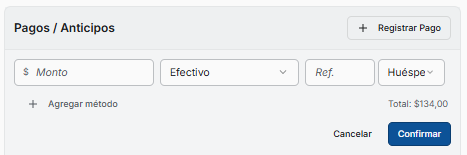 Pagos / Anticipos
+ Registrar Pago
$ Monto Efectivo Ref. Huéspe
+ Agregar método Total: $134,00
Cancelar Confirmar